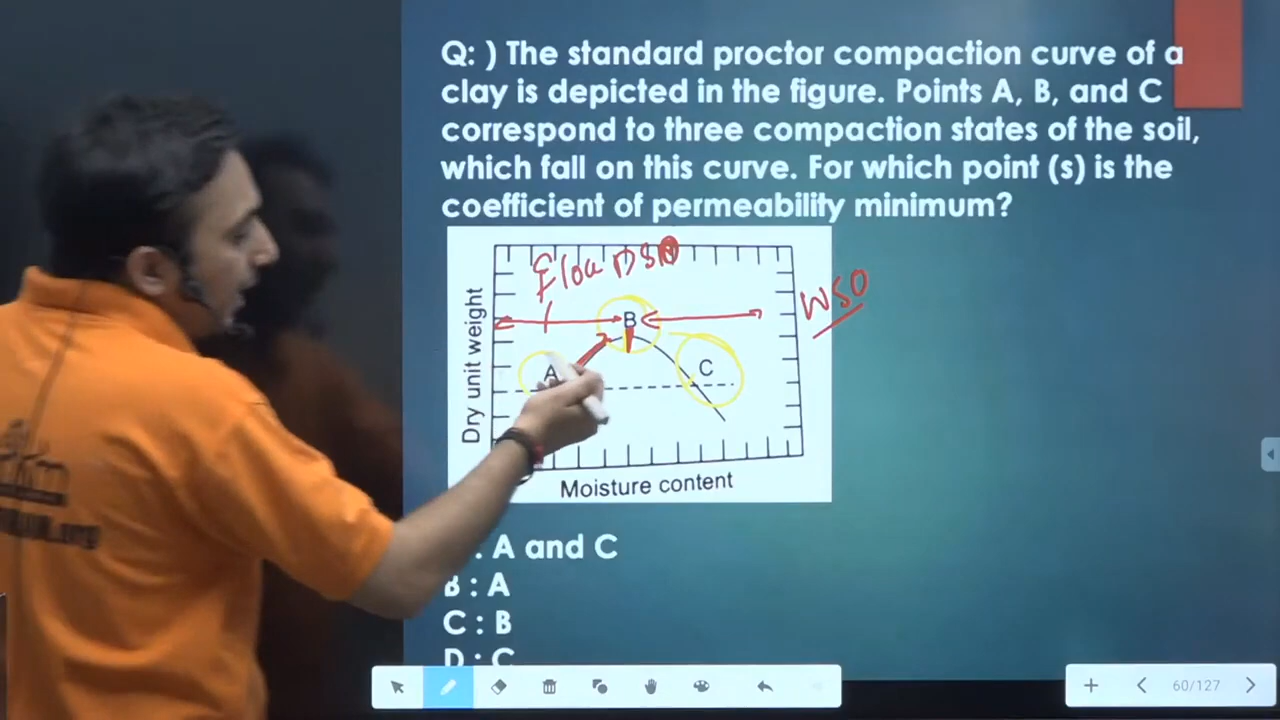 Q: ) The standard proctor compaction curve of a
clay is depicted in the figure. Points A, B, and C
correspond to three compaction states of the soil,
which fall on this curve. For which point (s) is the
coefficient of permeability minimum?
DSO
WSO
B
A
C
Dry unit weight
Moisture content
: A and C
B : A
C : B
D : C
60/127